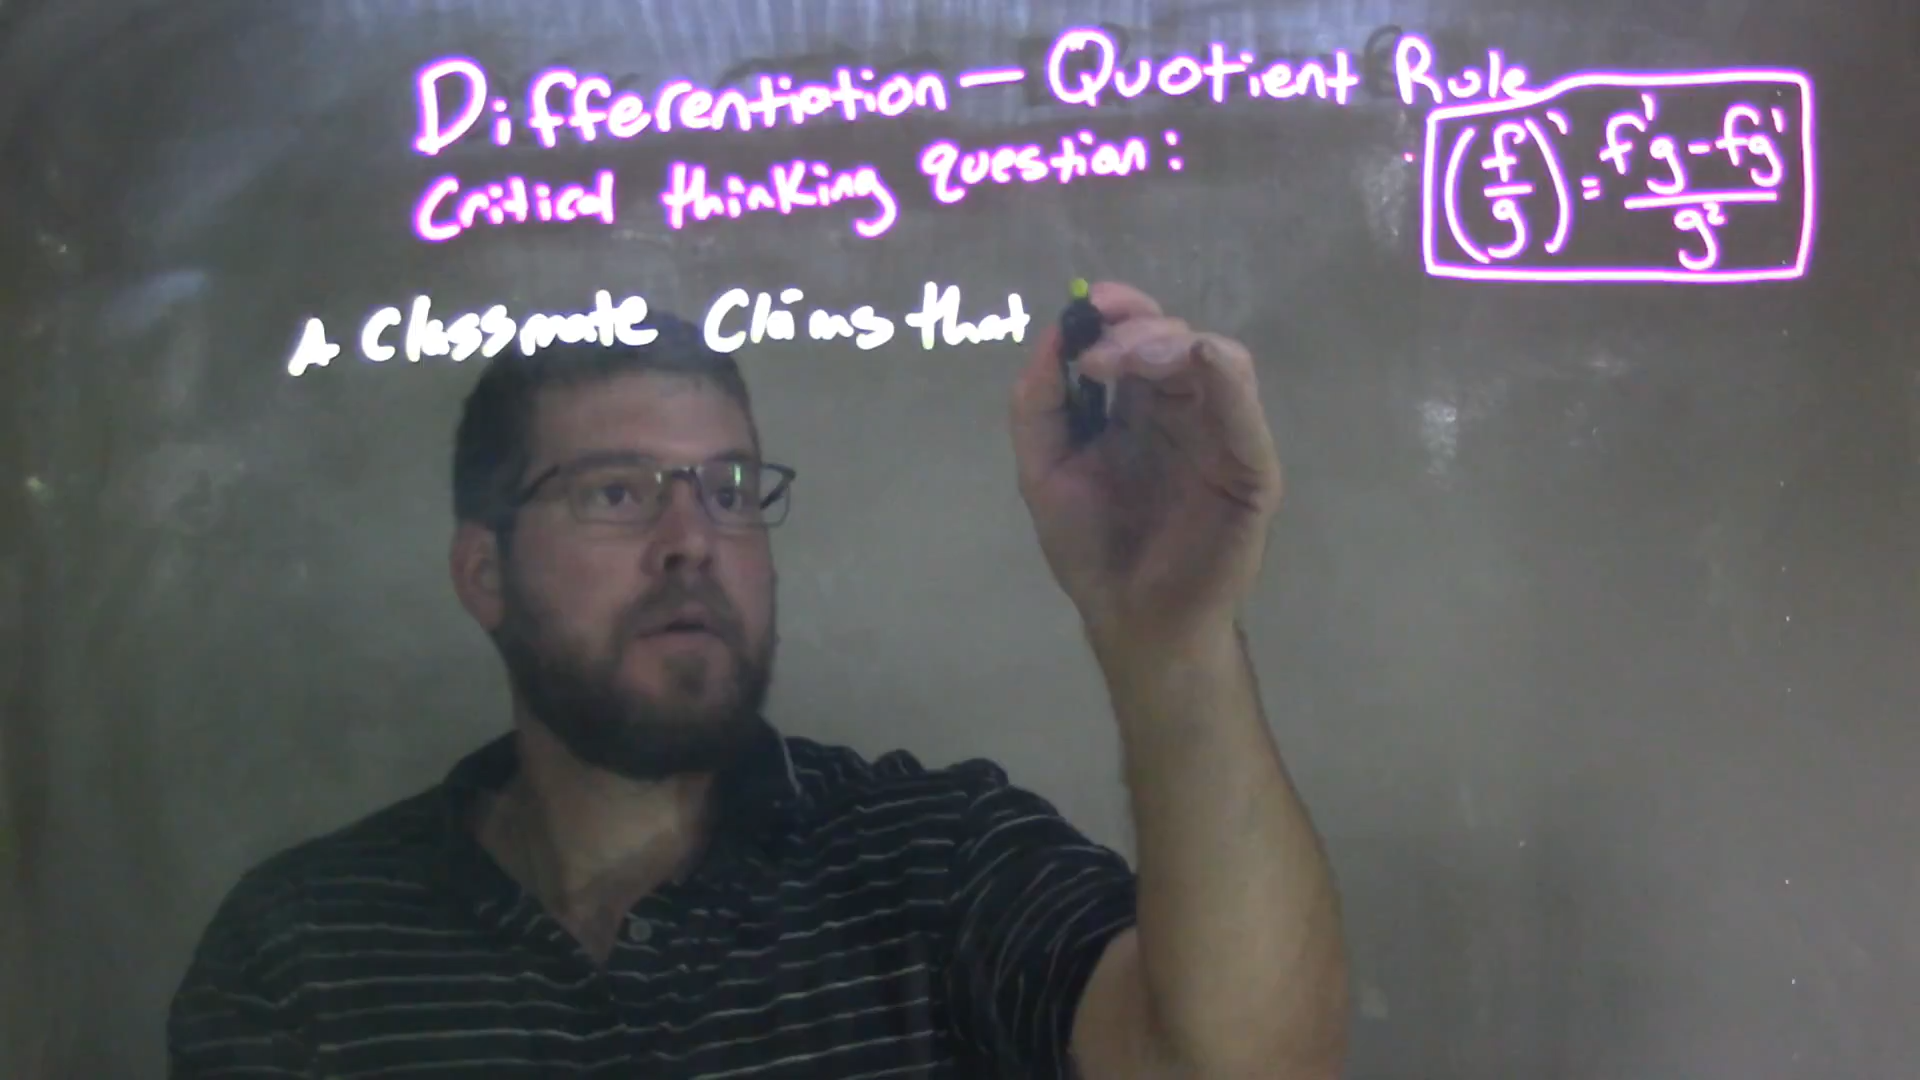 Differentiation — Quotient Rule
Critical thinking question:
(f/g)' = f'g - fg' / g²
A classmate claims that